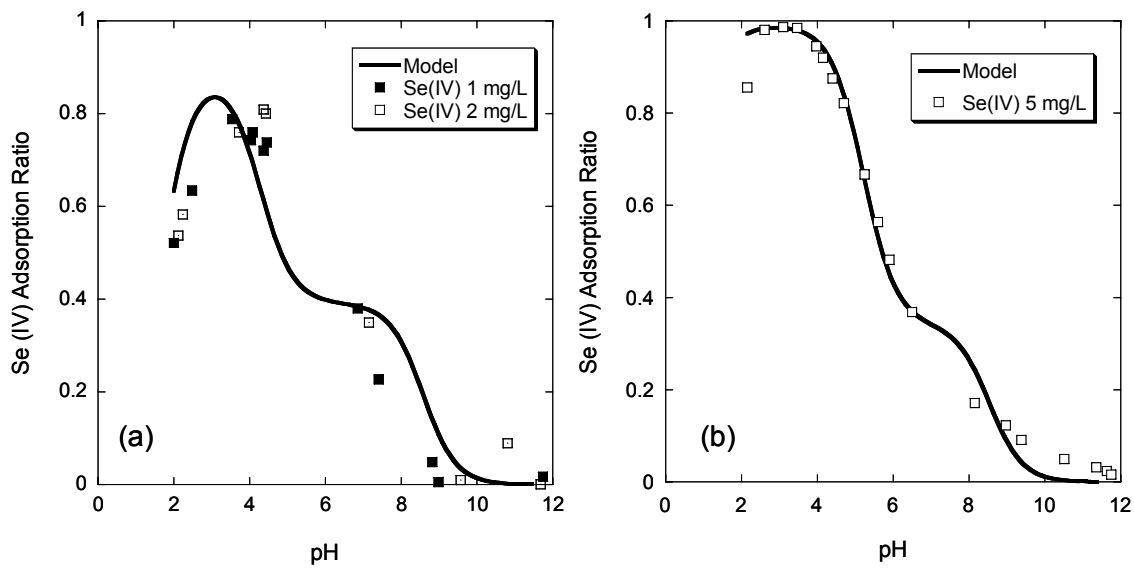 1
0.8
0.6
0.4
0.2
0
Se (IV) Adsorption Ratio
Model
Se(IV) 1 mg/L
Se(IV) 2 mg/L
(a)
0 2 4 6 8 10 12
pH
1
0.8
0.6
0.4
0.2
0
Se (IV) Adsorption Ratio
Model
Se(IV) 5 mg/L
(b)
0 2 4 6 8 10 12
pH